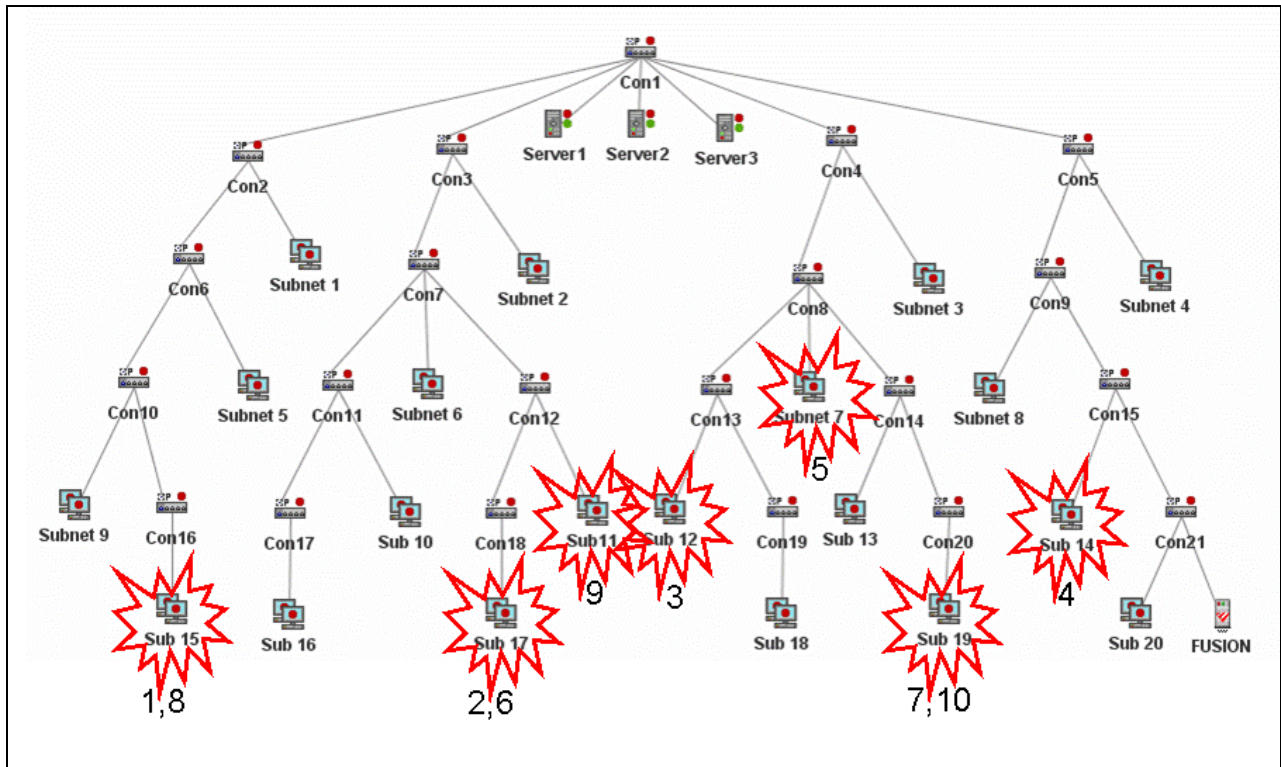 Con1
Server1
Server2
Server3
Con2
Con3
Con4
Con5
Subnet 1
Subnet 2
Subnet 3
Subnet 4
Con6
Con7
Con8
Con9
Con10
Subnet 5
Con11
Subnet 6
Con12
Con13
Subnet 7
5
Con14
Subnet 8
Con15
Subnet 9
Con16
Con17
Sub 10
Con18
Sub11
9
Sub 12
3
Con19
Sub 13
Con20
Sub 14
4
Con21
Sub 15
1,8
Sub 16
Sub 17
2,6
Sub 18
Sub 19
7,10
Sub 20
FUSION